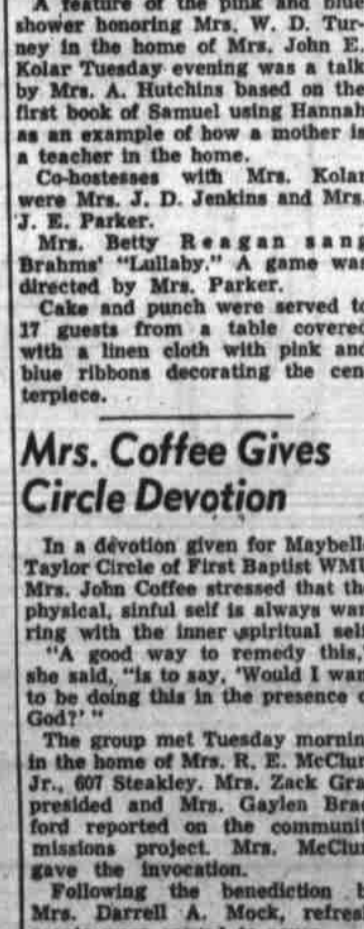 A feature of the pink and blue
shower honoring Mrs. W. D. Tur-
ney in the home of Mrs. John E.
Kolar Tuesday evening was a talk
by Mrs. A. Hutchins based on the
first book of Samuel using Hannah
as an example of how a mother is
a teacher in the home.
Co-hostesses with Mrs. Kolar
were Mrs. J. D. Jenkins and Mrs.
J. E. Parker.
Mrs. Betty Reagan sang
Brahms' "Lullaby." A game was
directed by Mrs. Parker.
Cake and punch were served to
17 guests from a table covered
with a linen cloth with pink and
blue ribbons decorating the cen
terpiece.
Mrs. Coffee Gives
Circle Devotion
In a devotion given for Maybell
Taylor Circle of First Baptist WMU
Mrs. John Coffee stressed that the
physical, sinful self is always war
ring with the inner spiritual self
"A good way to remedy this,"
she said, "is to say, 'Would I wan
to be doing this in the presence
God?' "
The group met Tuesday mornin
in the home of Mrs. R. E. McClur
Jr., 607 Steakley. Mrs. Zack Gra
presided and Mrs. Gaylen Bra
ford reported on the communit
missions project. Mrs. McClur
gave the invocation.
Following the benediction b
Mrs. Darrell A. Mock, refresh